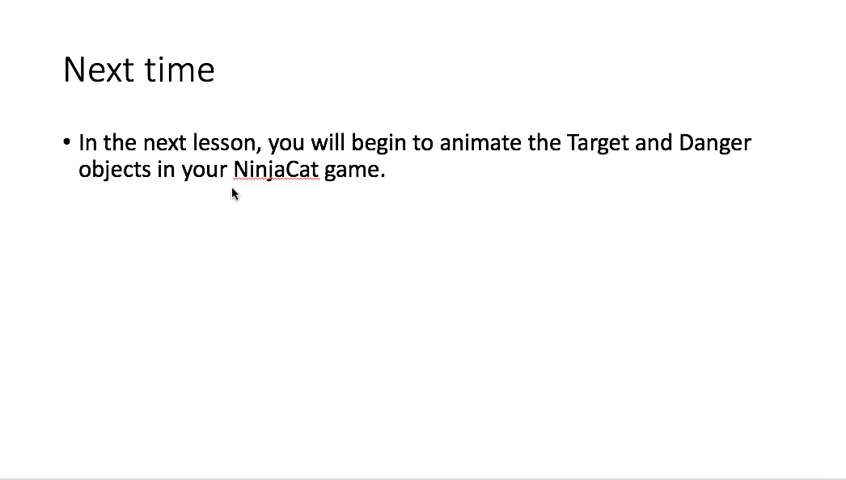 Next time
• In the next lesson, you will begin to animate the Target and Danger
objects in your NinjaCat game.